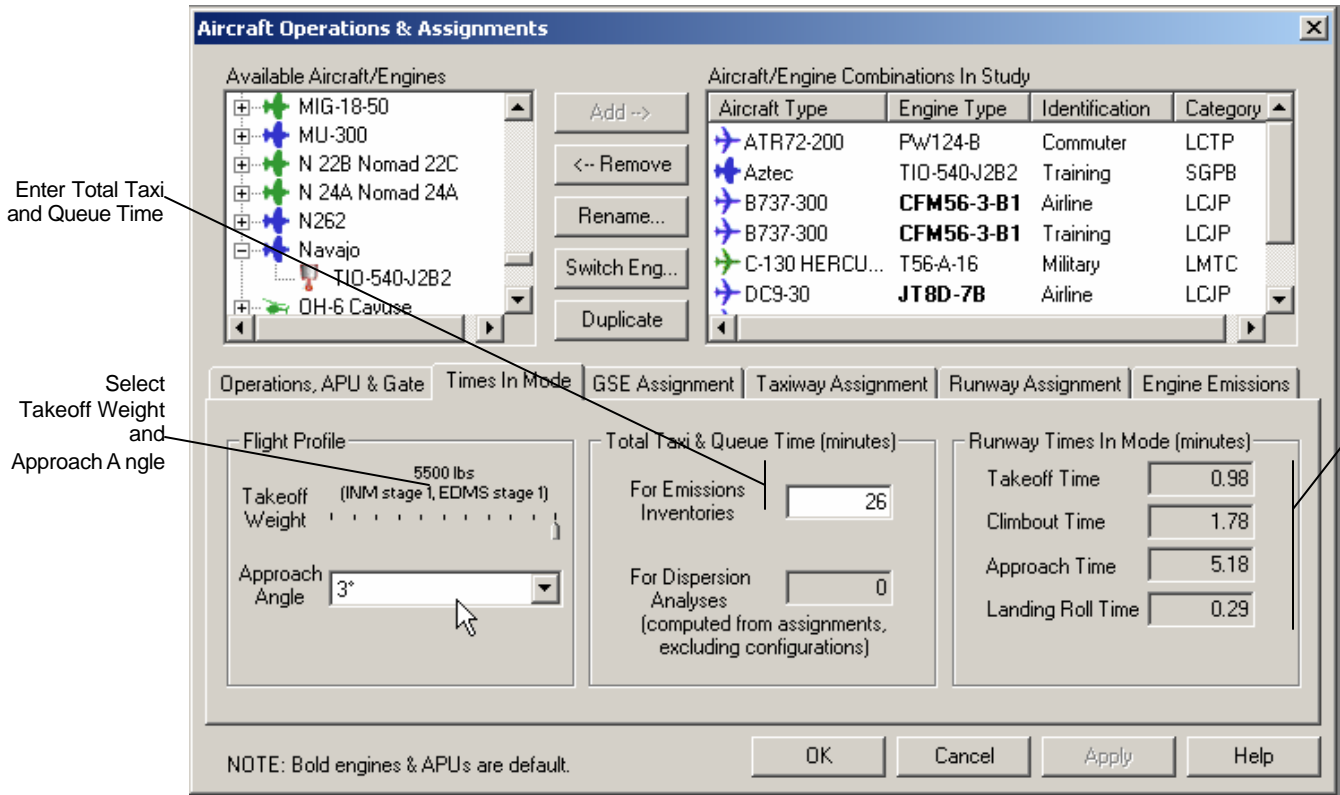 Aircraft Operations & Assignments
Available Aircraft/Engines
MIG-18-50
MU-300
N 22B Nomad 22C
N 24A Nomad 24A
N262
Navajo
TIO-540-J2B2
OH-6 Cayuse
Add -->
<-- Remove
Rename...
Switch Eng...
Duplicate
Aircraft/Engine Combinations In Study
Aircraft Type Engine Type Identification Category
ATR72-200 PW124-B Commuter LCTP
Aztec TIO-540-J2B2 Training SGPB
B737-300 CFM56-3-B1 Airline LCJP
B737-300 CFM56-3-B1 Training LCJP
C-130 HERCU... T56-A-16 Military LMTC
DC9-30 JT8D-7B Airline LCJP
Enter Total Taxi
and Queue Time
Select
Takeoff Weight
and
Approach A ngle
Operations, APU & Gate Times In Mode GSE Assignment Taxiway Assignment Runway Assignment Engine Emissions
Flight Profile
5500 lbs
(INM stage 1, EDMS stage 1)
Takeoff
Weight
Approach
Angle
3°
Total Taxi & Queue Time (minutes)
For Emissions
Inventories
26
For Dispersion
Analyses
0
(computed from assignments,
excluding configurations)
Runway Times In Mode (minutes)
Takeoff Time 0.98
Climbout Time 1.78
Approach Time 5.18
Landing Roll Time 0.29
NOTE: Bold engines & APUs are default.
OK Cancel Apply Help